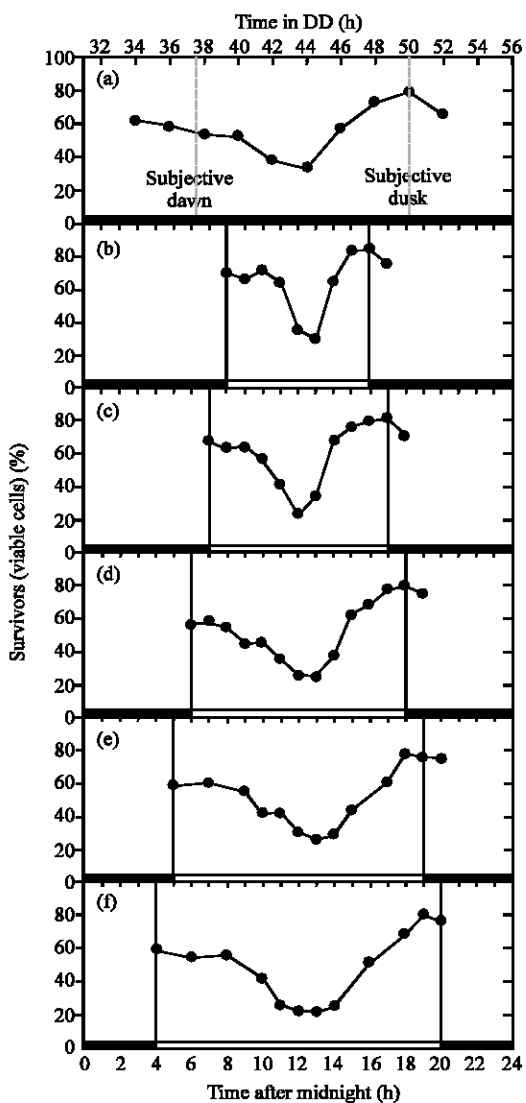 Time in DD (h)
32 34 36 38 40 42 44 46 48 50 52 54 56
100
(a)
80
60
40
Subjective dawn
Subjective dusk
20
0
(b)
80
60
40
20
0
(c)
80
60
40
20
0
Survivors (viable cells) (%)
(d)
80
60
40
20
0
(e)
80
60
40
20
0
(f)
80
60
40
20
0
0 2 4 6 8 10 12 14 16 18 20 22 24
Time after midnight (h)